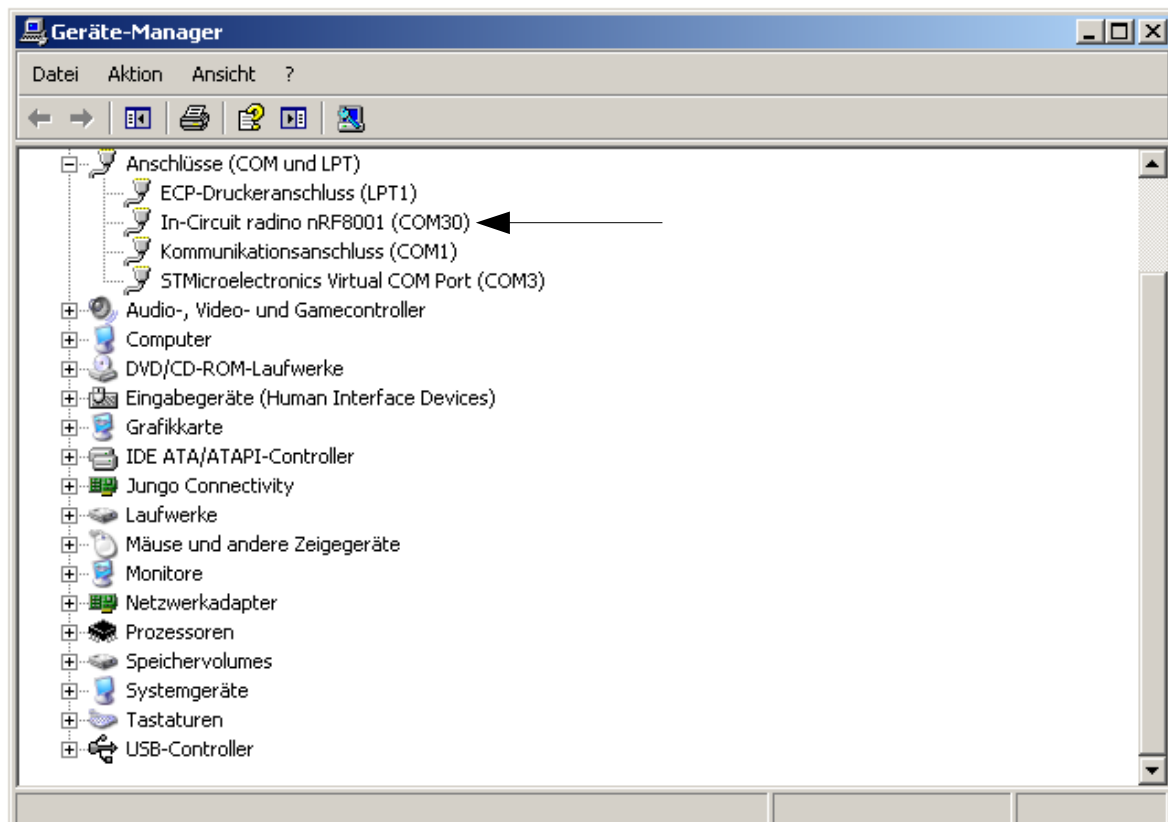 Geräte-Manager
Datei Aktion Ansicht ?
Anschlüsse (COM und LPT)
ECP-Druckeranschluss (LPT1)
In-Circuit radino nRF8001 (COM30)
Kommunikationsanschluss (COM1)
STMicroelectronics Virtual COM Port (COM3)
Audio-, Video- und Gamecontroller
Computer
DVD/CD-ROM-Laufwerke
Eingabegeräte (Human Interface Devices)
Grafikkarte
IDE ATA/ATAPI-Controller
Jungo Connectivity
Laufwerke
Mäuse und andere Zeigegeräte
Monitore
Netzwerkadapter
Prozessoren
Speichervolumes
Systemgeräte
Tastaturen
USB-Controller